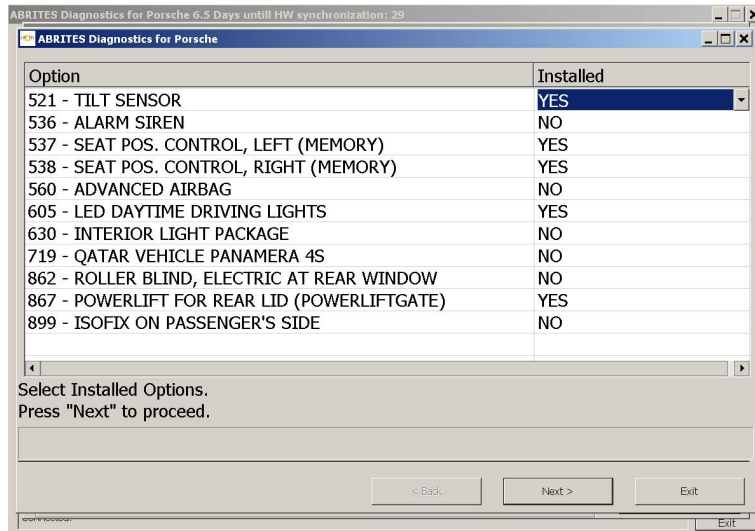 ABRITES Diagnostics for Porsche 6.5 Days untill HW synchronization: 29
ABRITES Diagnostics for Porsche
Option Installed
521 - TILT SENSOR YES
536 - ALARM SIREN NO
537 - SEAT POS. CONTROL, LEFT (MEMORY) YES
538 - SEAT POS. CONTROL, RIGHT (MEMORY) YES
560 - ADVANCED AIRBAG NO
605 - LED DAYTIME DRIVING LIGHTS YES
630 - INTERIOR LIGHT PACKAGE NO
719 - QATAR VEHICLE PANAMERA 4S NO
862 - ROLLER BLIND, ELECTRIC AT REAR WINDOW NO
867 - POWERLIFT FOR REAR LID (POWERLIFTGATE) YES
899 - ISOFIX ON PASSENGER'S SIDE NO
Select Installed Options.
Press "Next" to proceed.
< Back Next > Exit
Exit